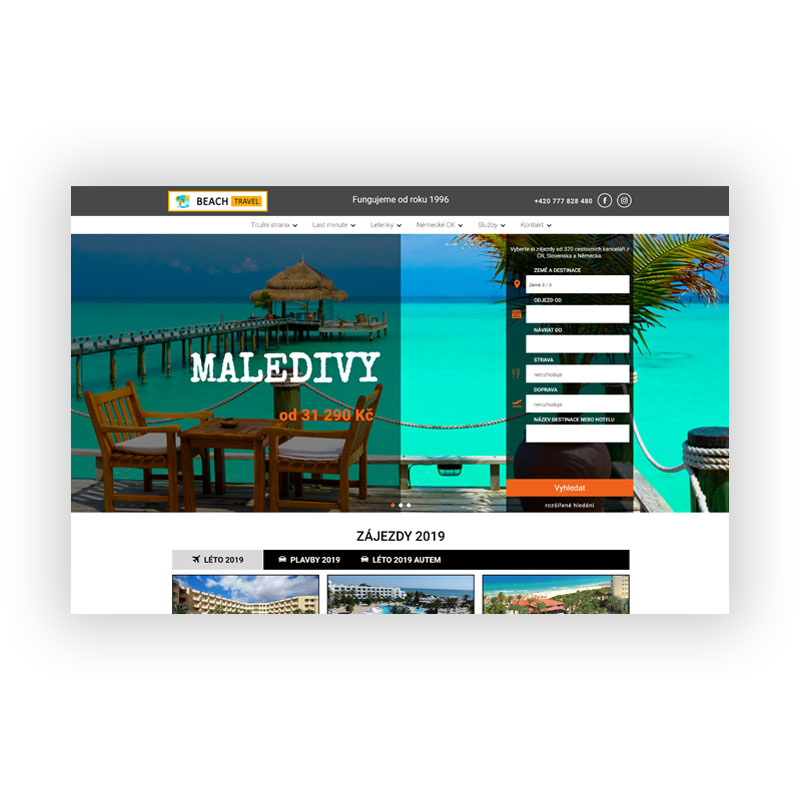 BEACH TRAVEL
Fungujeme od roku 1996
+420 777 828 480
Titulní strana
Last minute
Letenky
Německé CK
Služby
Kontakt
MALEDIVY
od 31 290 Kč
Vyberte si zájezdy od 320 cestovních kanceláří z
ČR, Slovenska a Německa.
ZEMĚ A DESTINACE
Země 0 / 0
ODJEZD OD
NÁVRAT DO
STRAVA
nerozhoduje
DOPRAVA
nerozhoduje
NÁZEV DESTINACE NEBO HOTELU
Vyhledat
rozšířené hledání
ZÁJEZDY 2019
LÉTO 2019
PLAVBY 2019
LÉTO 2019 AUTEM